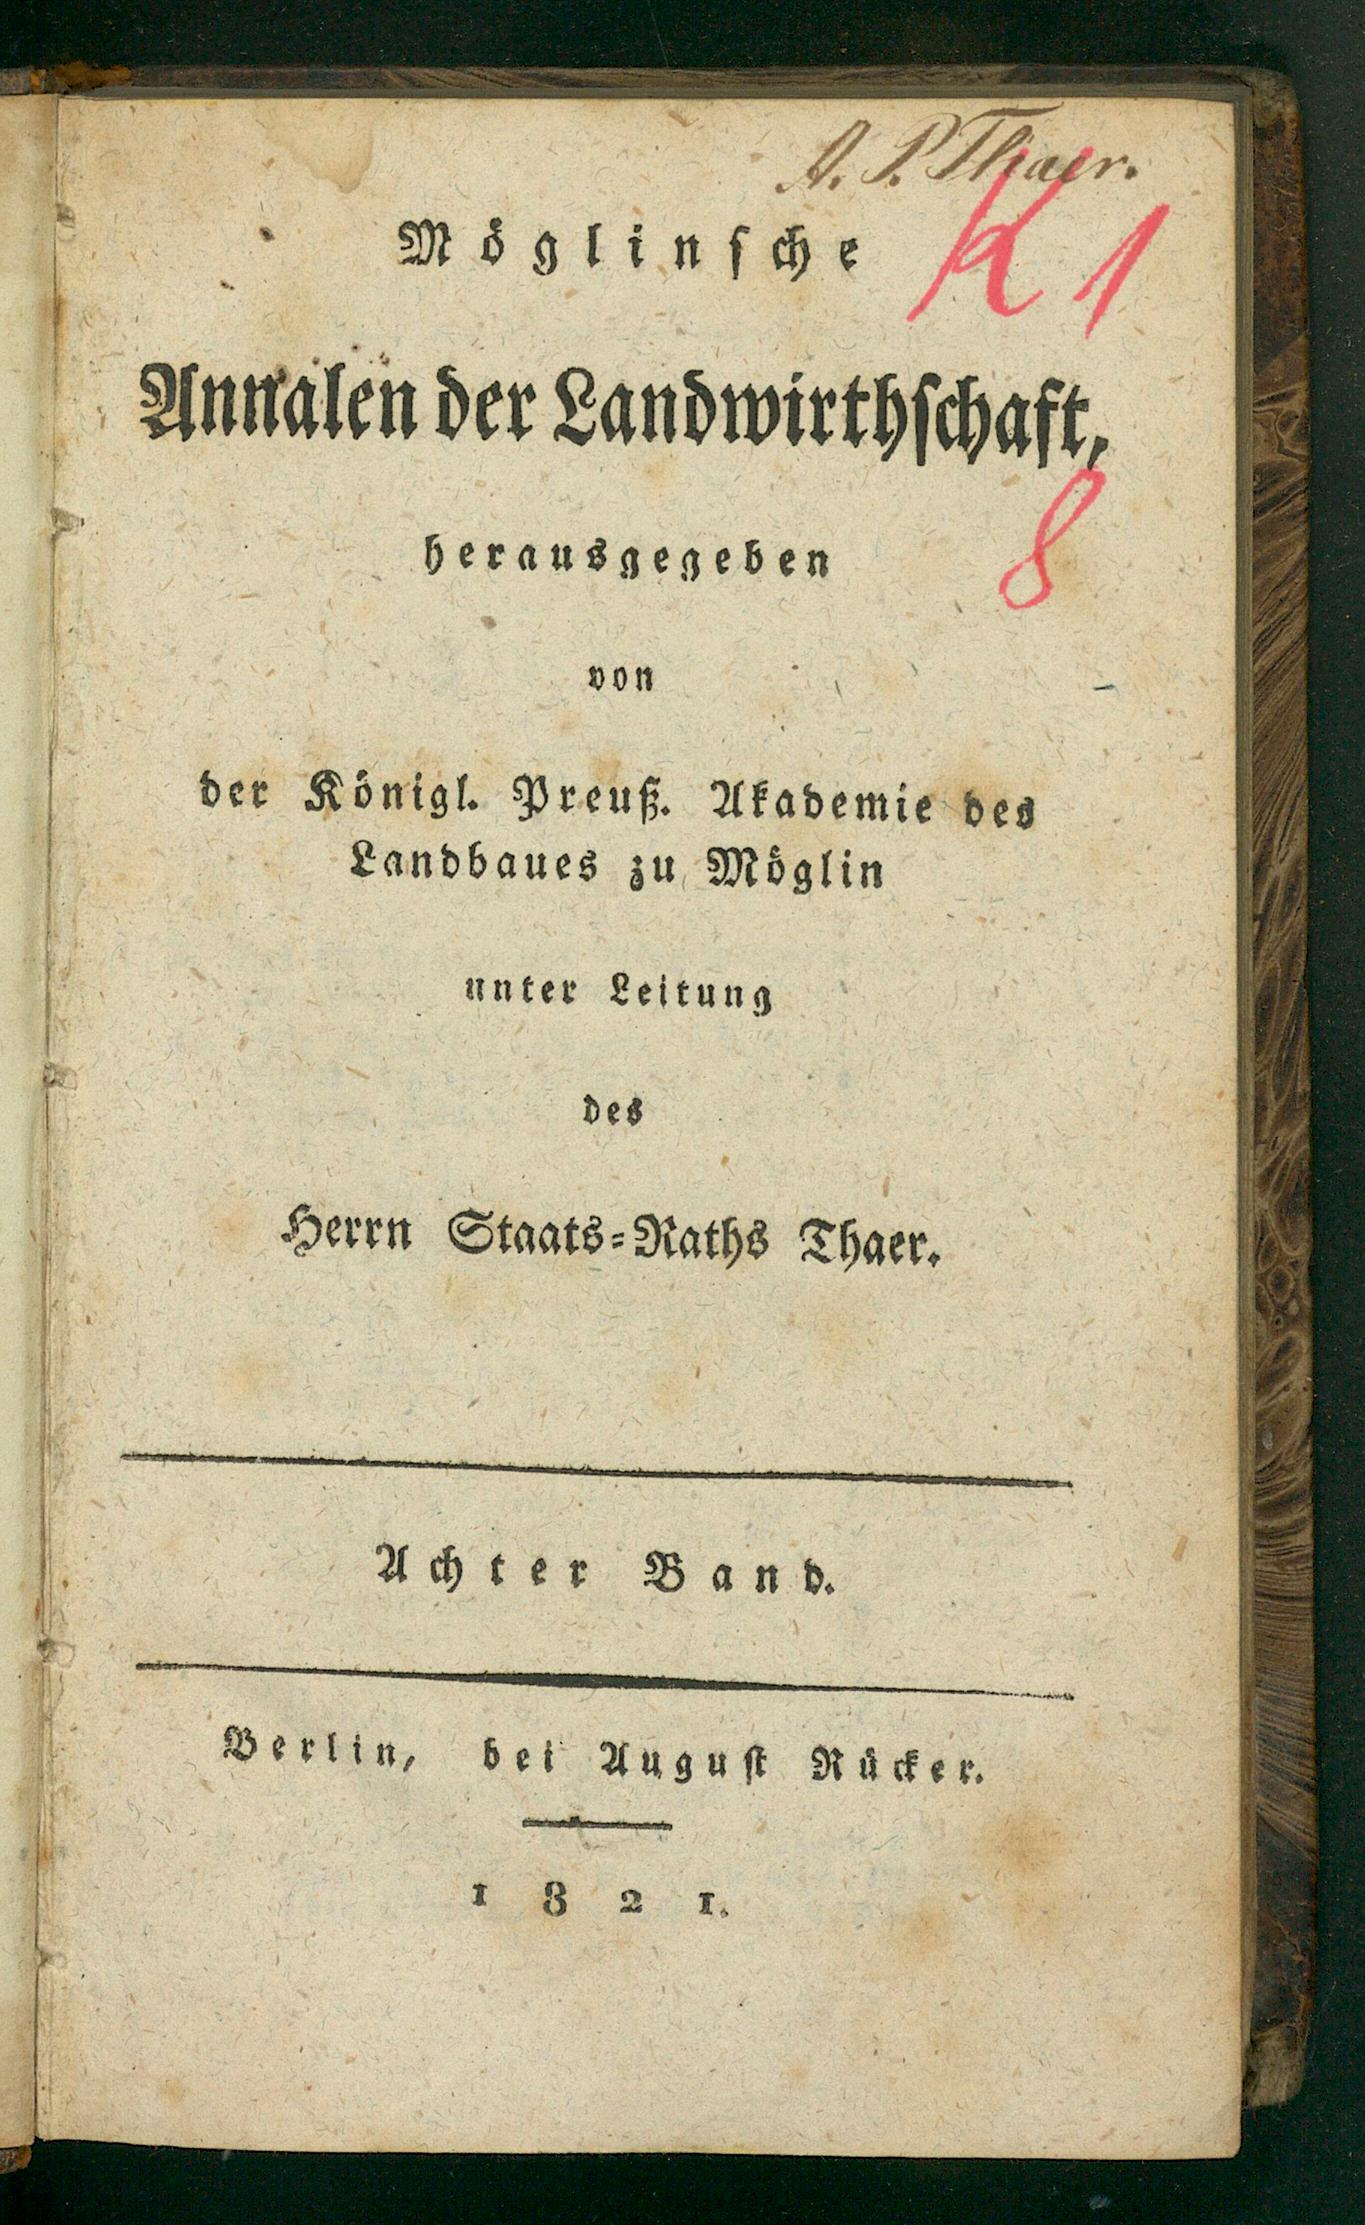 A. P. Thaer.
K 1
Möglinsche
Annalen der Landwirthschaft,
8
herausgegeben
von
der Königl. Preuß. Akademie des
Landbaues zu Möglin
unter Leitung
des
Herrn Staats-Raths Thaer.
Achter Band.
Berlin, bei August Rücker.
1821.